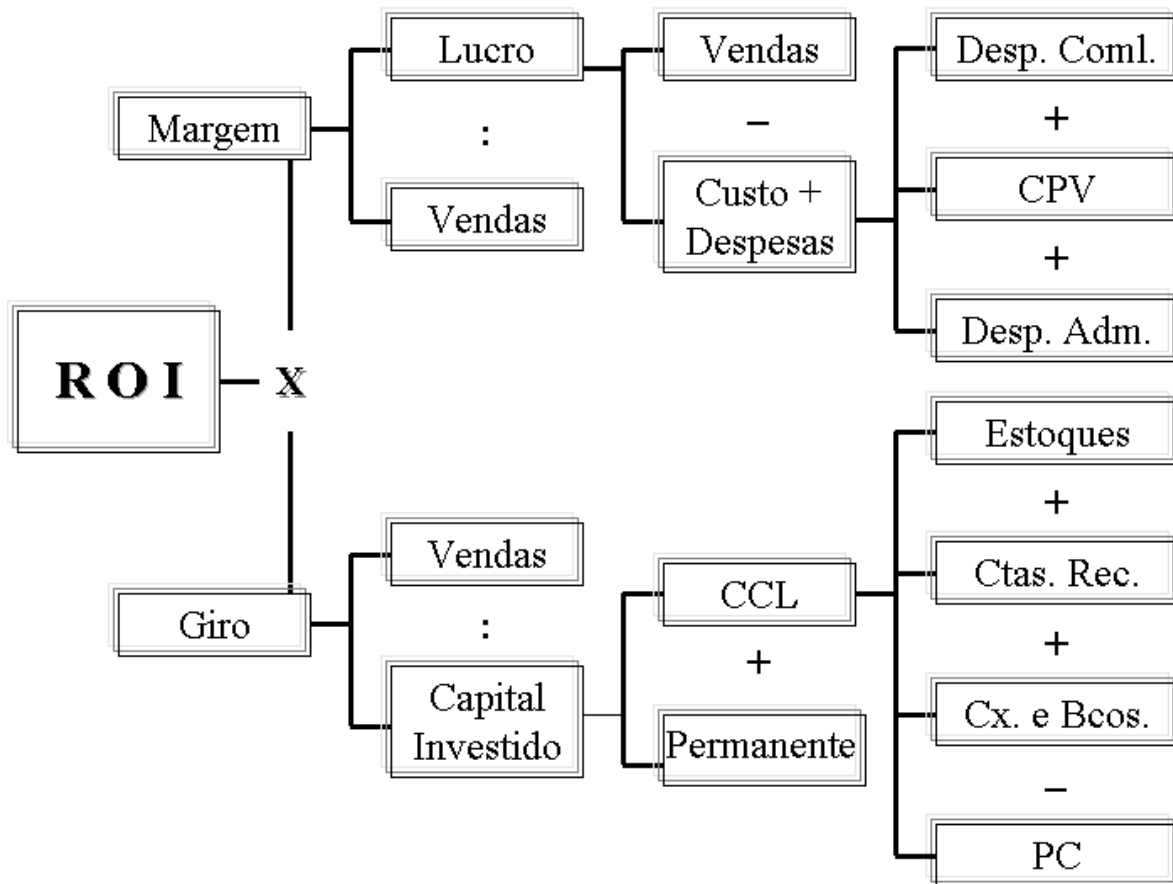 Lucro
Vendas
Desp. Coml.
Margem
:
–
+
Vendas
Custo +
Despesas
CPV
+
Desp. Adm.
R O I
X
Estoques
+
Vendas
CCL
Ctas. Rec.
Giro
:
+
+
Capital
Investido
Permanente
Cx. e Bcos.
–
PC